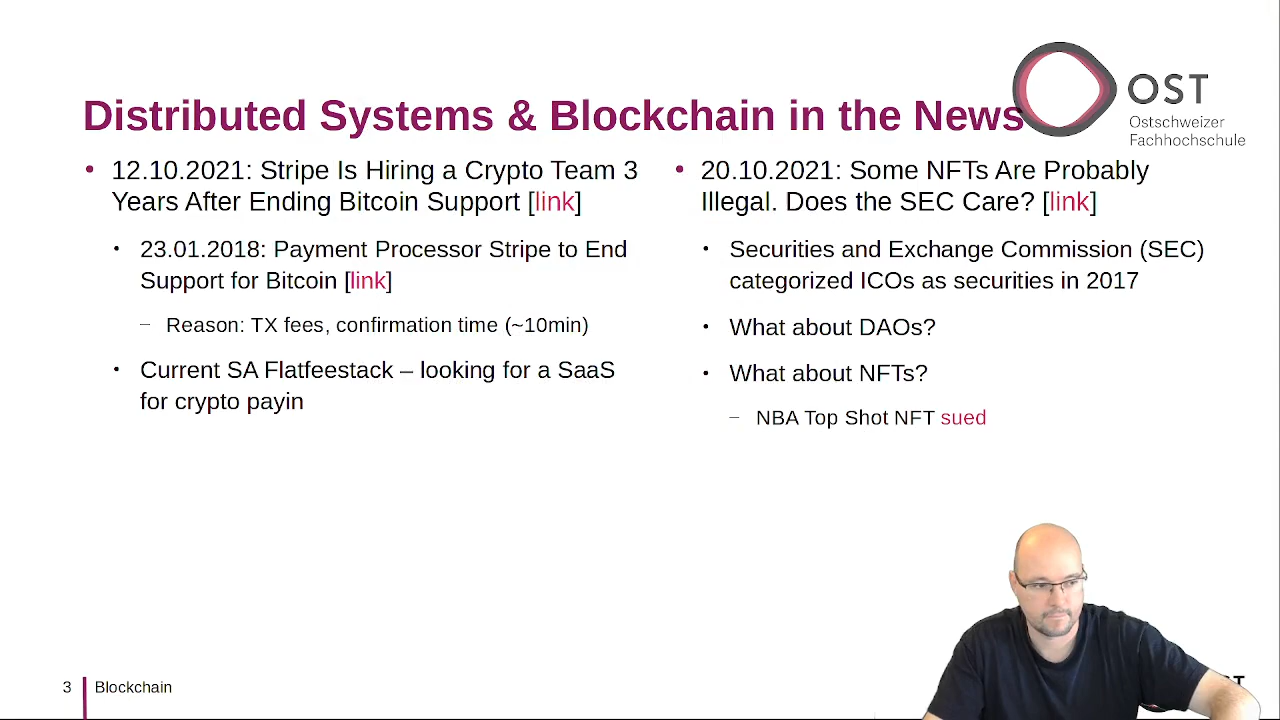 Distributed Systems & Blockchain in the News
OST
Ostschweizer
Fachhochschule
• 12.10.2021: Stripe Is Hiring a Crypto Team 3
Years After Ending Bitcoin Support [link]
• 23.01.2018: Payment Processor Stripe to End
Support for Bitcoin [link]
– Reason: TX fees, confirmation time (~10min)
• Current SA Flatfeestack – looking for a SaaS
for crypto payin
• 20.10.2021: Some NFTs Are Probably
Illegal. Does the SEC Care? [link]
• Securities and Exchange Commission (SEC)
categorized ICOs as securities in 2017
• What about DAOs?
• What about NFTs?
– NBA Top Shot NFT sued
3
Blockchain